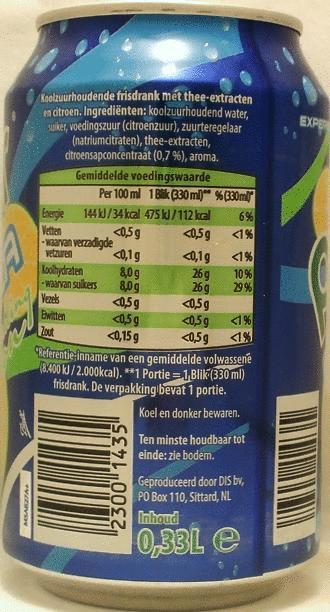 Koolzuurhoudende frisdrank met thee-extracten
en citroen. Ingrediënten: koolzuurhoudend water,
suiker, voedingszuur (citroenzuur), zuurteregelaar
(natriumcitraten), thee-extracten,
citroensapconcentraat (0,7 %), aroma.
Gemiddelde voedingswaarde
Per 100 ml 1 Blik (330 ml)** % (330ml)*
Energie 144 kJ/34 kcal 475 kJ/112 kcal 6%
Vetten <0,5 g <0,5 g <1%
- waarvan verzadigde
vetzuren <0,1 g <0,1 g <1%
Koolhydraten 8,0 g 26 g 10%
- waarvan suikers 8,0 g 26 g 29%
Vezels <0,5 g <0,5 g
Eiwitten <0,5 g <0,5 g <1%
Zout <0,15 g <0,5 g <1%
*Referentie-inname van een gemiddelde volwassene
(8.400 kJ / 2.000kcal). **1 Portie = 1 Blik (330 ml)
frisdrank. De verpakking bevat 1 portie.
Koel en donker bewaren.
Ten minste houdbaar tot
einde: zie bodem.
Geproduceerd door DIS bv,
PO Box 110, Sittard, NL
Inhoud
0,33L e
2300 1435
EXPER